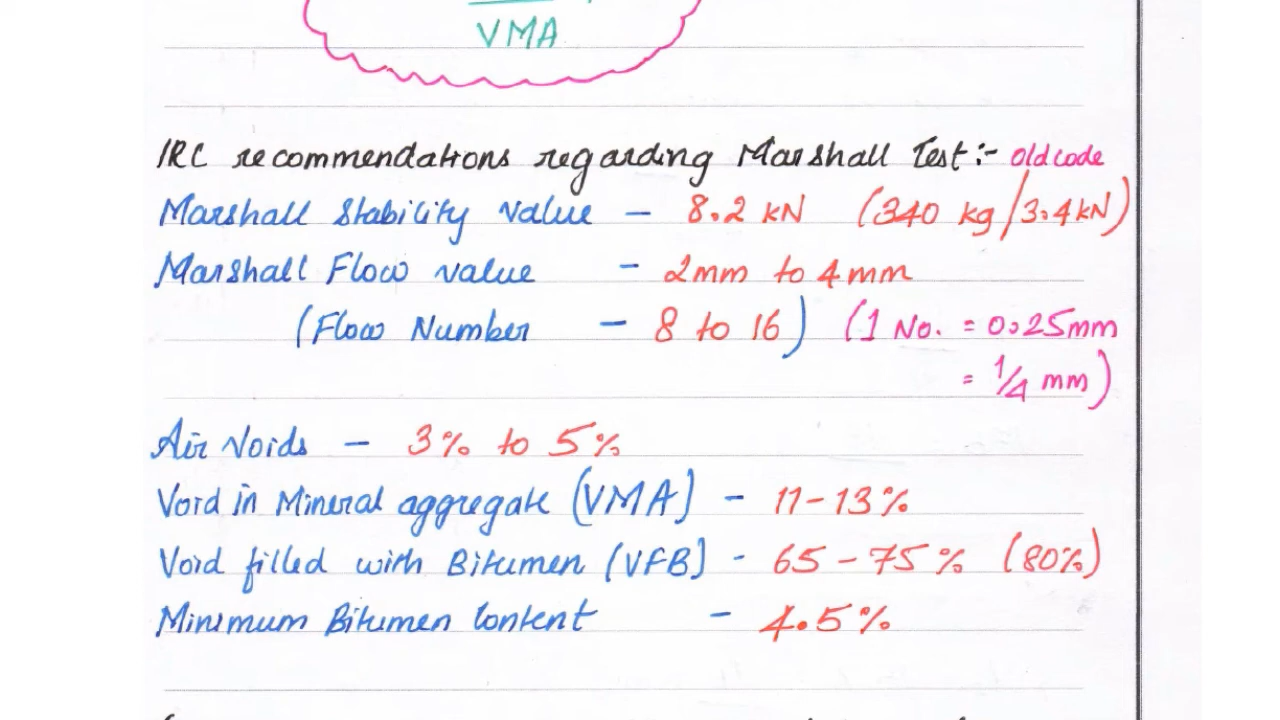 VMA
IRC recommendations regarding Marshall Test :- old code
Marshall Stability Value - 8.2 kN (340 kg/3.4kN)
Marshall Flow value - 2mm to 4mm
(Flow Number - 8 to 16) (1 No. = 0.25mm
= 1/4 mm)
Air Voids - 3% to 5%
Void in Mineral aggregate (VMA) - 11-13%
Void filled with Bitumen (VFB) - 65-75% (80%)
Minimum Bitumen Content - 4.5%